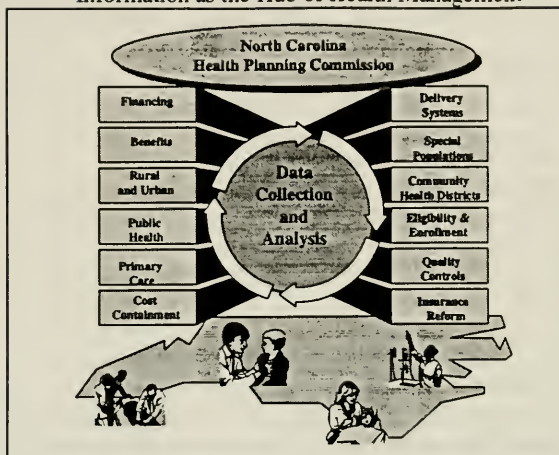 Information as the Hub of Health Management
North Carolina
Health Planning Commission
Financing
Benefits
Rural
and Urban
Public
Health
Primary
Care
Cost
Containment
Data
Collection
and
Analysis
Delivery
Systems
Special
Populations
Community
Health Districts
Eligibility &
Enrollment
Quality
Controls
Insurance
Reform